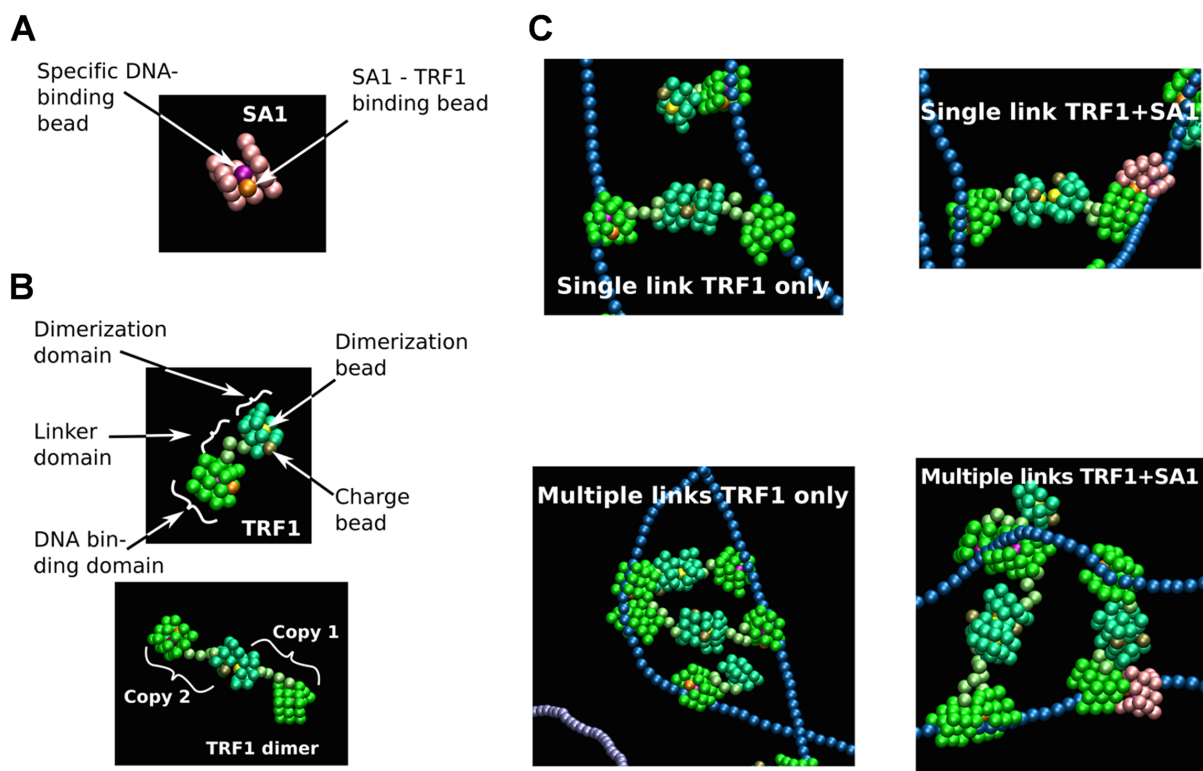 A
Specific DNA-
binding
bead
SA1 - TRF1
binding bead
SA1
B
Dimerization
domain
Dimerization
bead
Linker
domain
Charge
bead
DNA bin-
ding domain
TRF1
Copy 1
Copy 2
TRF1 dimer
C
Single link TRF1 only
Single link TRF1+SA1
Multiple links TRF1 only
Multiple links TRF1+SA1